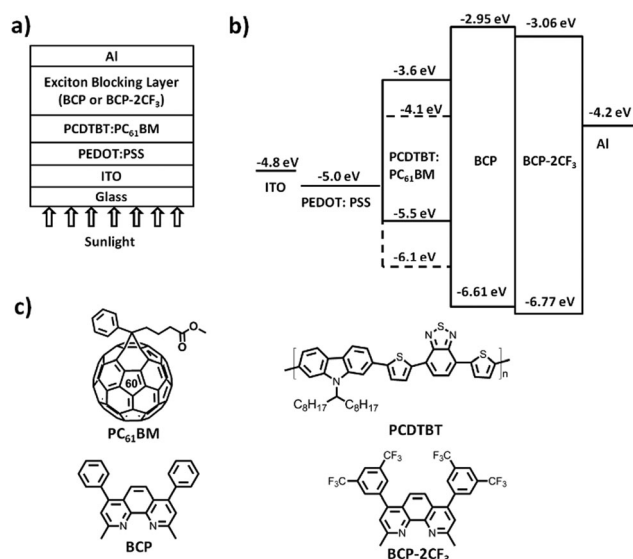 a)
Al
Exciton Blocking Layer
(BCP or BCP-2CF₃)
PCDTBT:PC₆₁BM
PEDOT:PSS
ITO
Glass
Sunlight
b)
-2.95 eV
-3.06 eV
-3.6 eV
-4.1 eV
-4.2 eV
Al
-4.8 eV
ITO
-5.0 eV
PEDOT: PSS
PCDTBT:
PC₆₁BM
BCP
BCP-2CF₃
-5.5 eV
-6.1 eV
-6.61 eV
-6.77 eV
c)
O
O
60
PC₆₁BM
N
S
N
S
S
N
n
C₈H₁₇
C₈H₁₇
PCDTBT
N
N
BCP
CF₃
F₃C
F₃C
CF₃
N
N
BCP-2CF₃